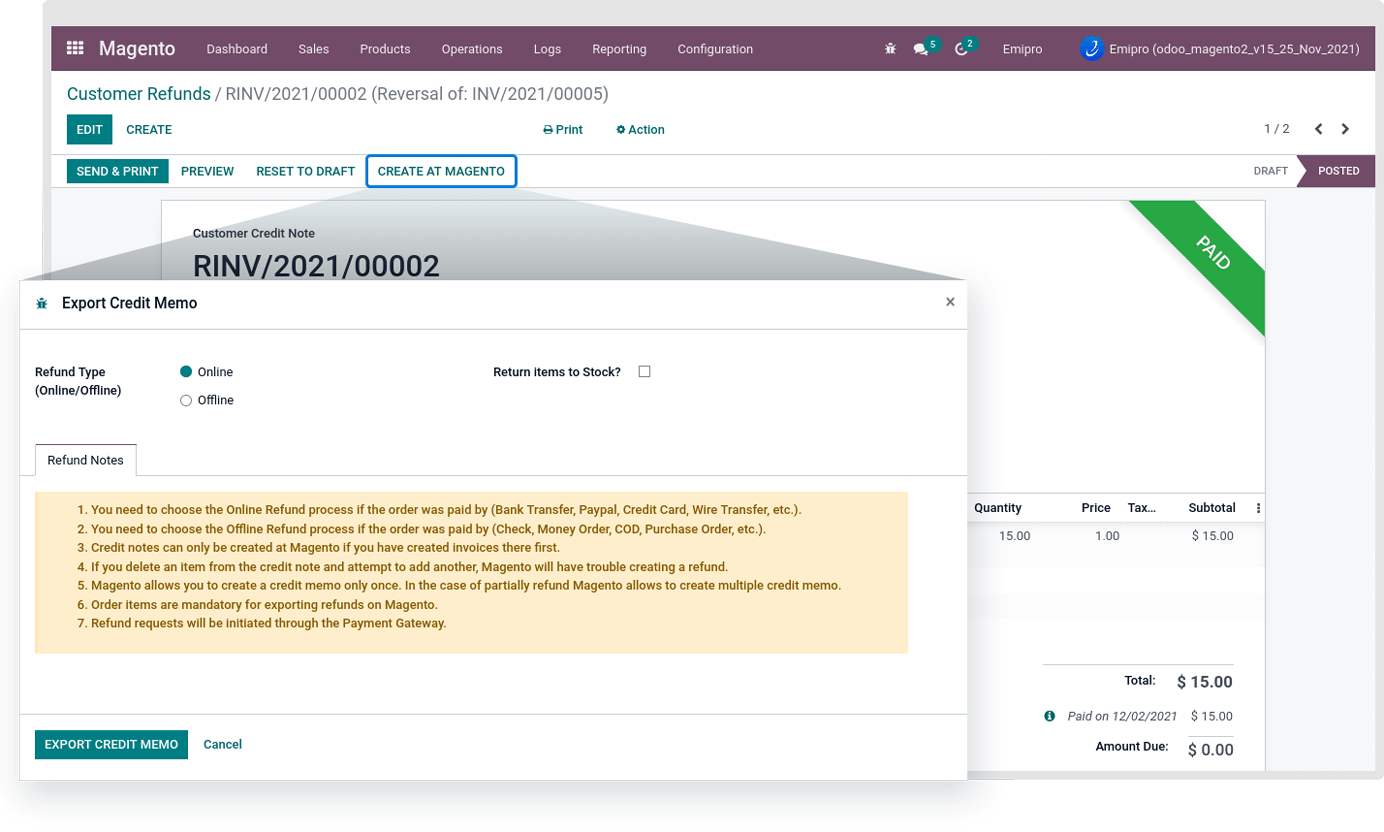 Magento Dashboard Sales Products Operations Logs Reporting Configuration 5 2 Emipro Emipro (odoo_magento2_v15_25_Nov_2021)
Customer Refunds / RINV/2021/00002 (Reversal of: INV/2021/00005)
EDIT CREATE Print Action 1 / 2
SEND & PRINT PREVIEW RESET TO DRAFT CREATE AT MAGENTO DRAFT POSTED
Customer Credit Note
RINV/2021/00002
PAID
Export Credit Memo ×
Refund Type
(Online/Offline)
Online
Offline
Return items to Stock?
Refund Notes
1. You need to choose the Online Refund process if the order was paid by (Bank Transfer, Paypal, Credit Card, Wire Transfer, etc.).
2. You need to choose the Offline Refund process if the order was paid by (Check, Money Order, COD, Purchase Order, etc.).
3. Credit notes can only be created at Magento if you have created invoices there first.
4. If you delete an item from the credit note and attempt to add another, Magento will have trouble creating a refund.
5. Magento allows you to create a credit memo only once. In the case of partially refund Magento allows to create multiple credit memo.
6. Order items are mandatory for exporting refunds on Magento.
7. Refund requests will be initiated through the Payment Gateway.
EXPORT CREDIT MEMO Cancel
Quantity Price Tax... Subtotal
15.00 1.00 $ 15.00
Total: $ 15.00
Paid on 12/02/2021 $ 15.00
Amount Due: $ 0.00